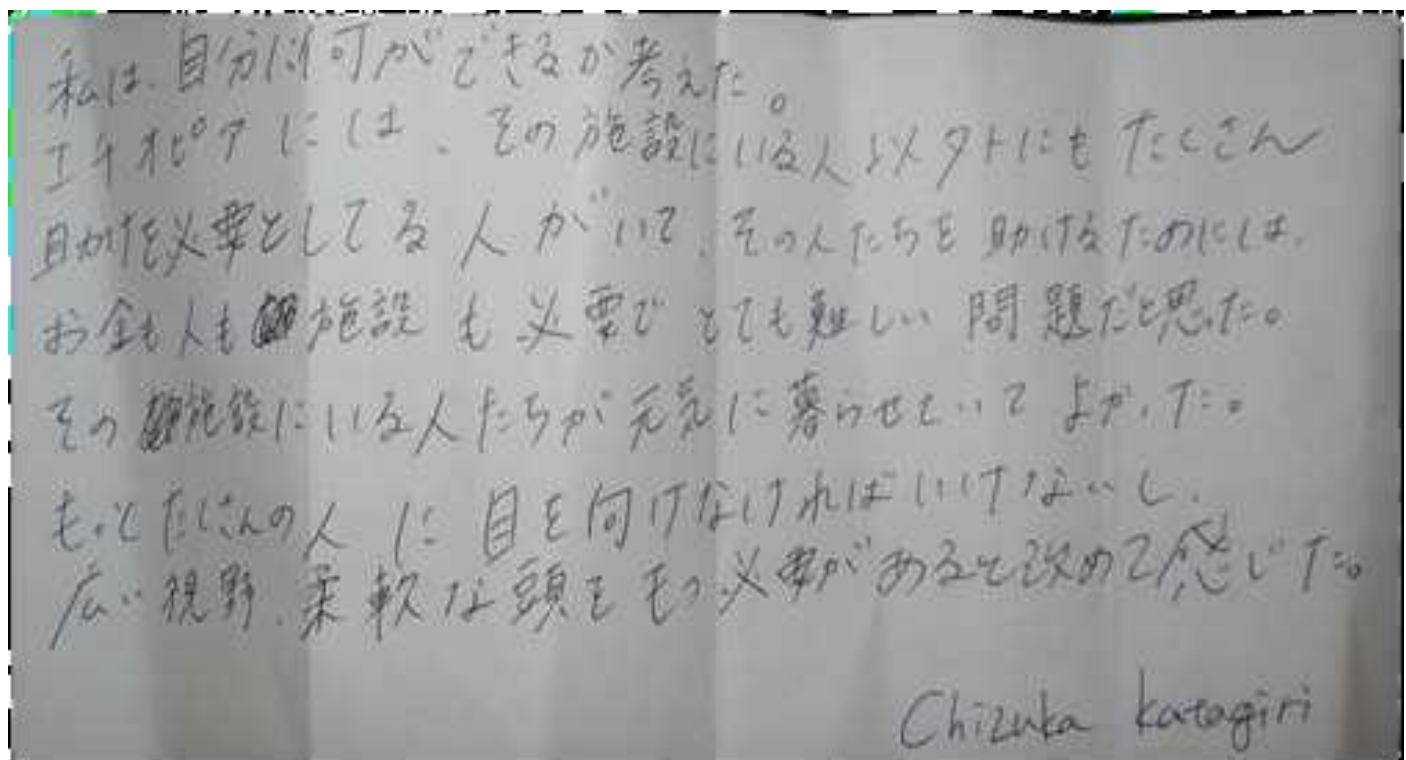 私は、自分に何ができるか考えた。
エチオピアには、その施設にいる人以外にもたくさん
助けを必要としてる人がいて、その人たちを助けるためには、
お金も人も施設も必要でとても難しい問題だと思った。
その施設にいる人たちが元気に暮らせていてよかった。
もっとたくさんの人に目を向けなければいけないし、
広い視野、柔軟な頭をもつ必要があると改めて感じた。
Chizuka katagiri